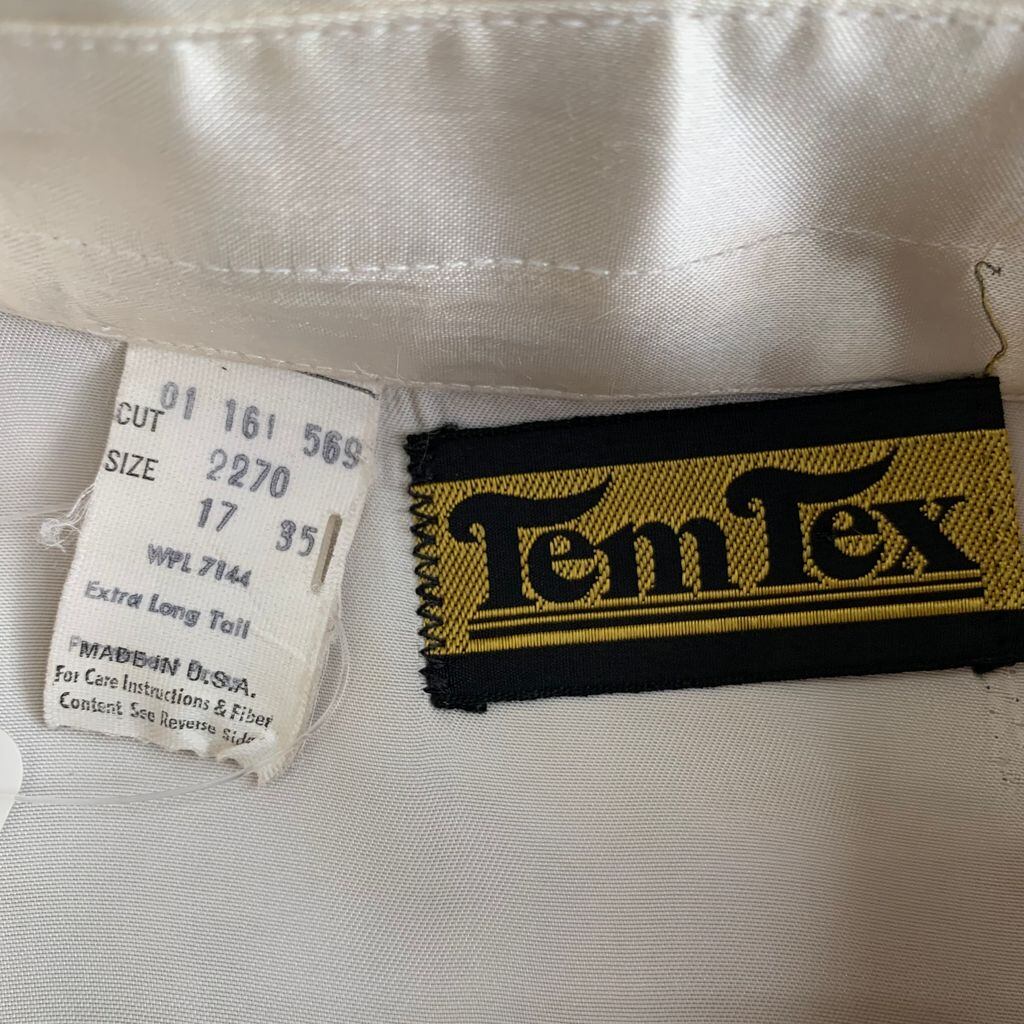 CUT 01 161 569
SIZE 2270
17 35
WPL 7144
Extra Long Tail
MADE IN U.S.A.
For Care Instructions & Fiber
Content See Reverse Side
TemTex